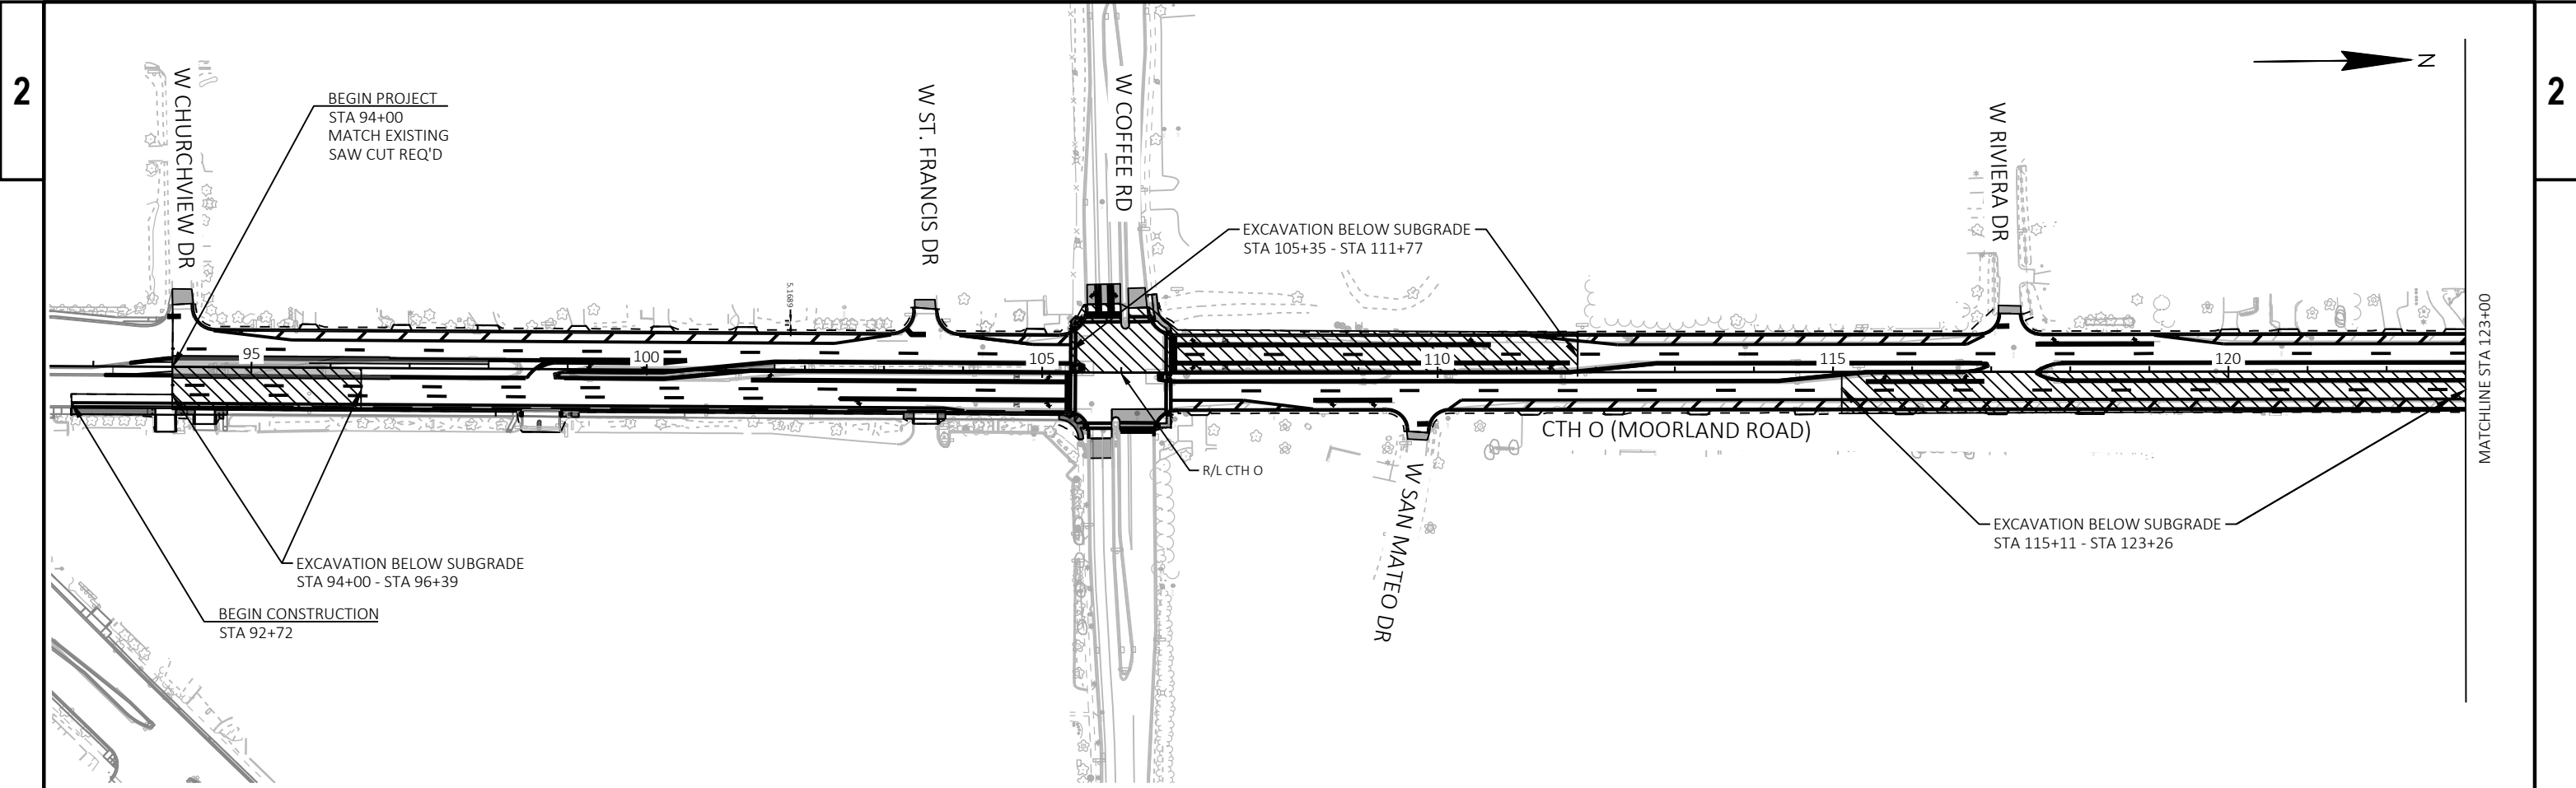 2
2
N
W CHURCHVIEW DR
BEGIN PROJECT
STA 94+00
MATCH EXISTING
SAW CUT REQ'D
W ST. FRANCIS DR
W COFFEE RD
W RIVIERA DR
EXCAVATION BELOW SUBGRADE
STA 105+35 - STA 111+77
5.1689
95
100
105
110
115
120
MATCHLINE STA 123+00
CTH O (MOORLAND ROAD)
R/L CTH O
W SAN MATEO DR
EXCAVATION BELOW SUBGRADE
STA 115+11 - STA 123+26
EXCAVATION BELOW SUBGRADE
STA 94+00 - STA 96+39
BEGIN CONSTRUCTION
STA 92+72